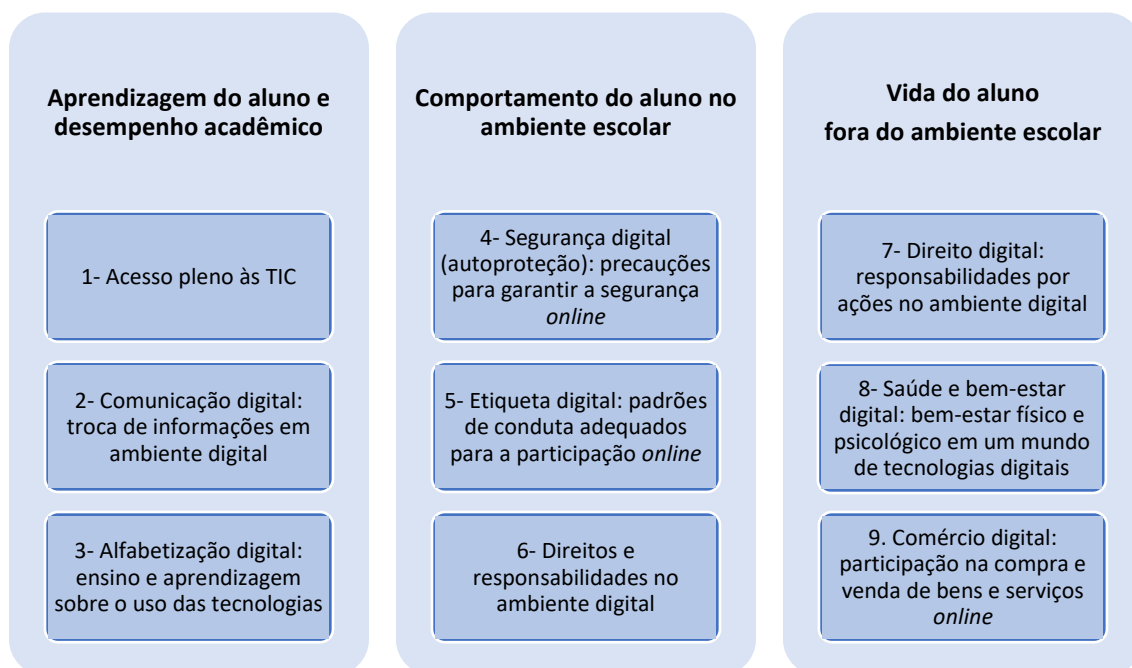 Aprendizagem do aluno e
desempenho acadêmico
1- Acesso pleno às TIC
2- Comunicação digital:
troca de informações em
ambiente digital
3- Alfabetização digital:
ensino e aprendizagem
sobre o uso das tecnologias
Comportamento do aluno no
ambiente escolar
4- Segurança digital
(autoproteção): precauções
para garantir a segurança
online
5- Etiqueta digital: padrões
de conduta adequados
para a participação online
6- Direitos e
responsabilidades no
ambiente digital
Vida do aluno
fora do ambiente escolar
7- Direito digital:
responsabilidades por
ações no ambiente digital
8- Saúde e bem-estar
digital: bem-estar físico e
psicológico em um mundo
de tecnologias digitais
9. Comércio digital:
participação na compra e
venda de bens e serviços
online